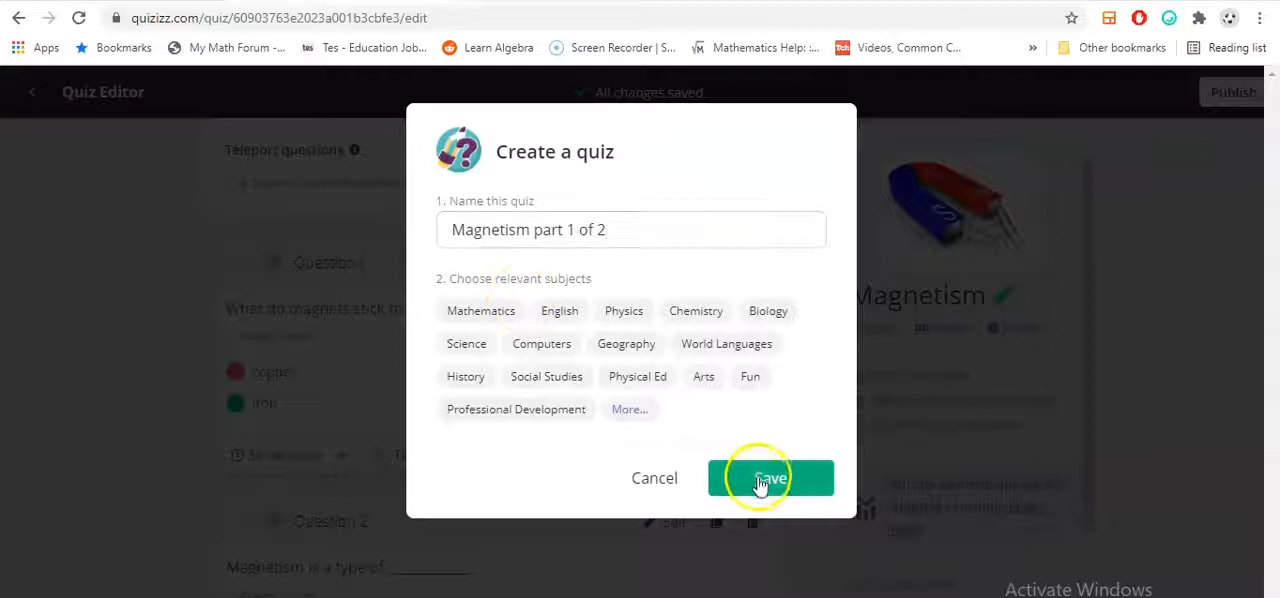 quizizz.com/quiz/60903763e2023a001b3cbfe3/edit
Apps Bookmarks My Math Forum -... tes Tes - Education Job... Learn Algebra Screen Recorder | S... Mathematics Help: :... Tch Videos, Common C... » Other bookmarks Reading list
Quiz Editor All changes saved Publish
Teleport questions
Create a quiz
1. Name this quiz
Magnetism part 1 of 2
2. Choose relevant subjects
Mathematics English Physics Chemistry Biology
Science Computers Geography World Languages
History Social Studies Physical Ed Arts Fun
Professional Development More...
Cancel Save
Question
What do magnets stick
copper
iron
Question 2
Edit
Magnetism is a type of
S
Magnetism
Activate Windows